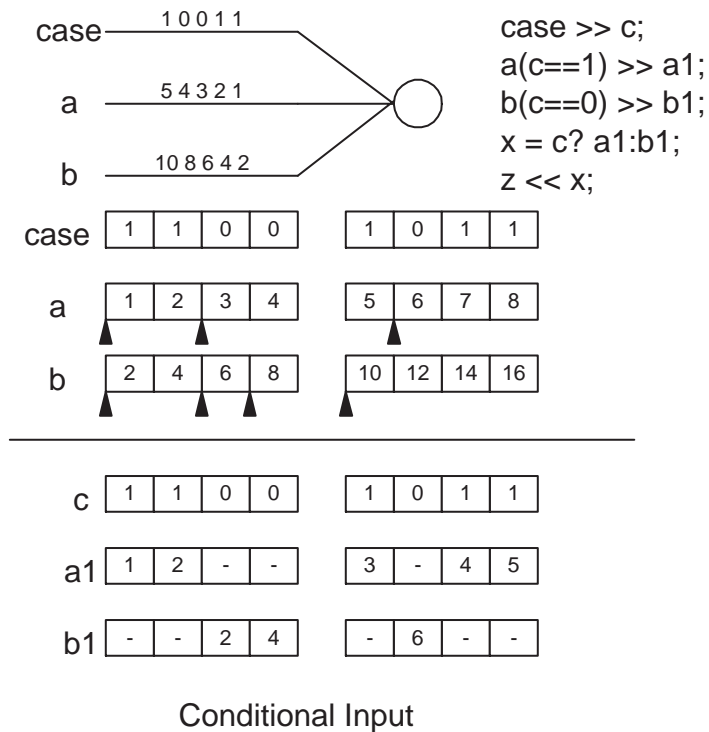 case 1 0 0 1 1
a 5 4 3 2 1
b 10 8 6 4 2
case >> c;
a(c==1) >> a1;
b(c==0) >> b1;
x = c? a1:b1;
z << x;
case 1 1 0 0 1 0 1 1
a 1 2 3 4 5 6 7 8
b 2 4 6 8 10 12 14 16
c 1 1 0 0 1 0 1 1
a1 1 2 - - 3 - 4 5
b1 - - 2 4 - 6 - -
Conditional Input